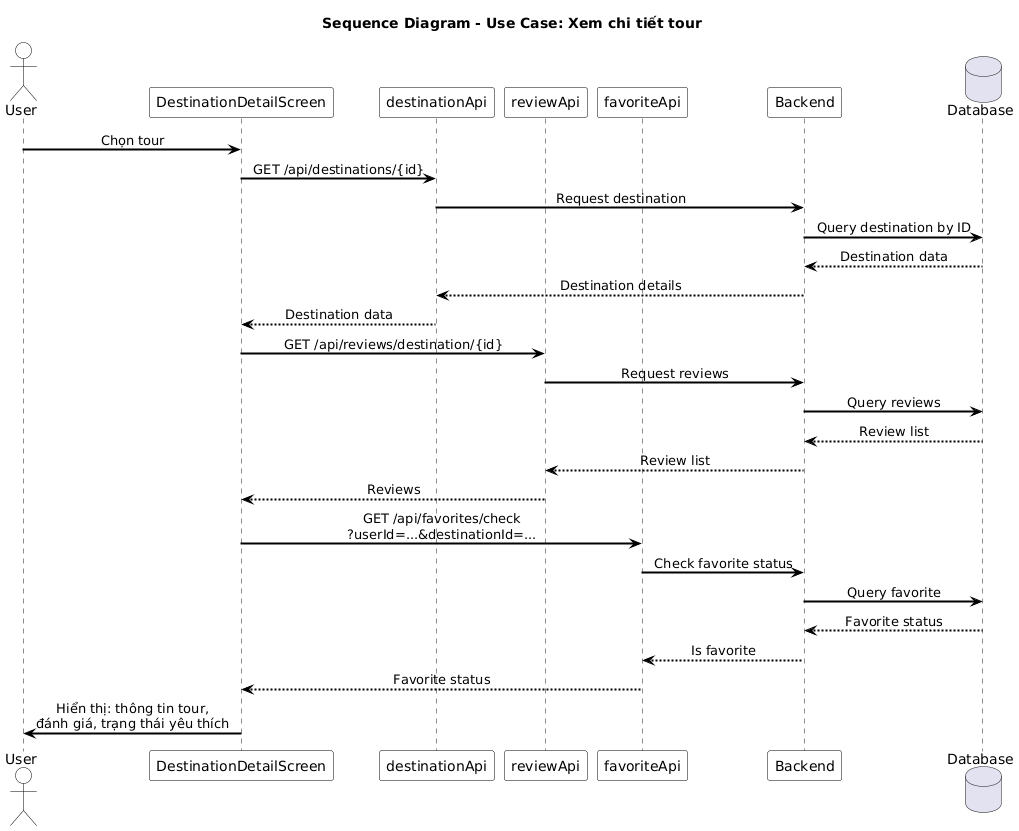 Sequence Diagram - Use Case: Xem chi tiết tour
User
DestinationDetailScreen
destinationApi
reviewApi
favoriteApi
Backend
Database
Chọn tour
GET /api/destinations/{id}
Request destination
Query destination by ID
Destination data
Destination details
Destination data
GET /api/reviews/destination/{id}
Request reviews
Query reviews
Review list
Review list
Reviews
GET /api/favorites/check
?userId=...&destinationId=...
Check favorite status
Query favorite
Favorite status
Is favorite
Favorite status
Hiển thị: thông tin tour,
đánh giá, trạng thái yêu thích
User
DestinationDetailScreen
destinationApi
reviewApi
favoriteApi
Backend
Database